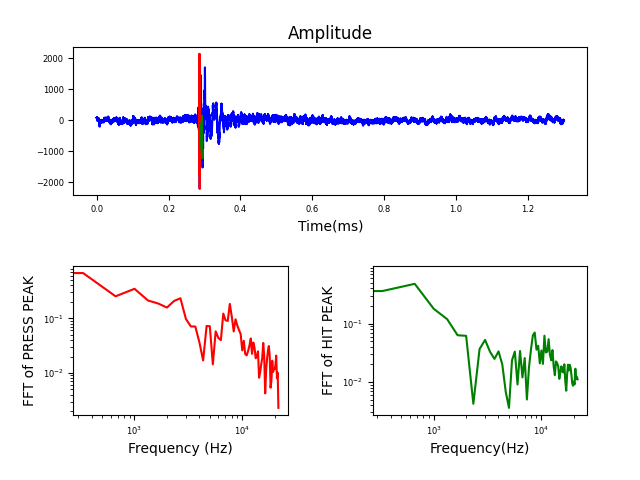 Amplitude
2000
1000
0
−1000
−2000
0.0 0.2 0.4 0.6 0.8 1.0 1.2
Time(ms)
FFT of PRESS PEAK
10⁻¹
10⁻²
10³ 10⁴
Frequency (Hz)
FFT of HIT PEAK
10⁻¹
10⁻²
10³ 10⁴
Frequency(Hz)